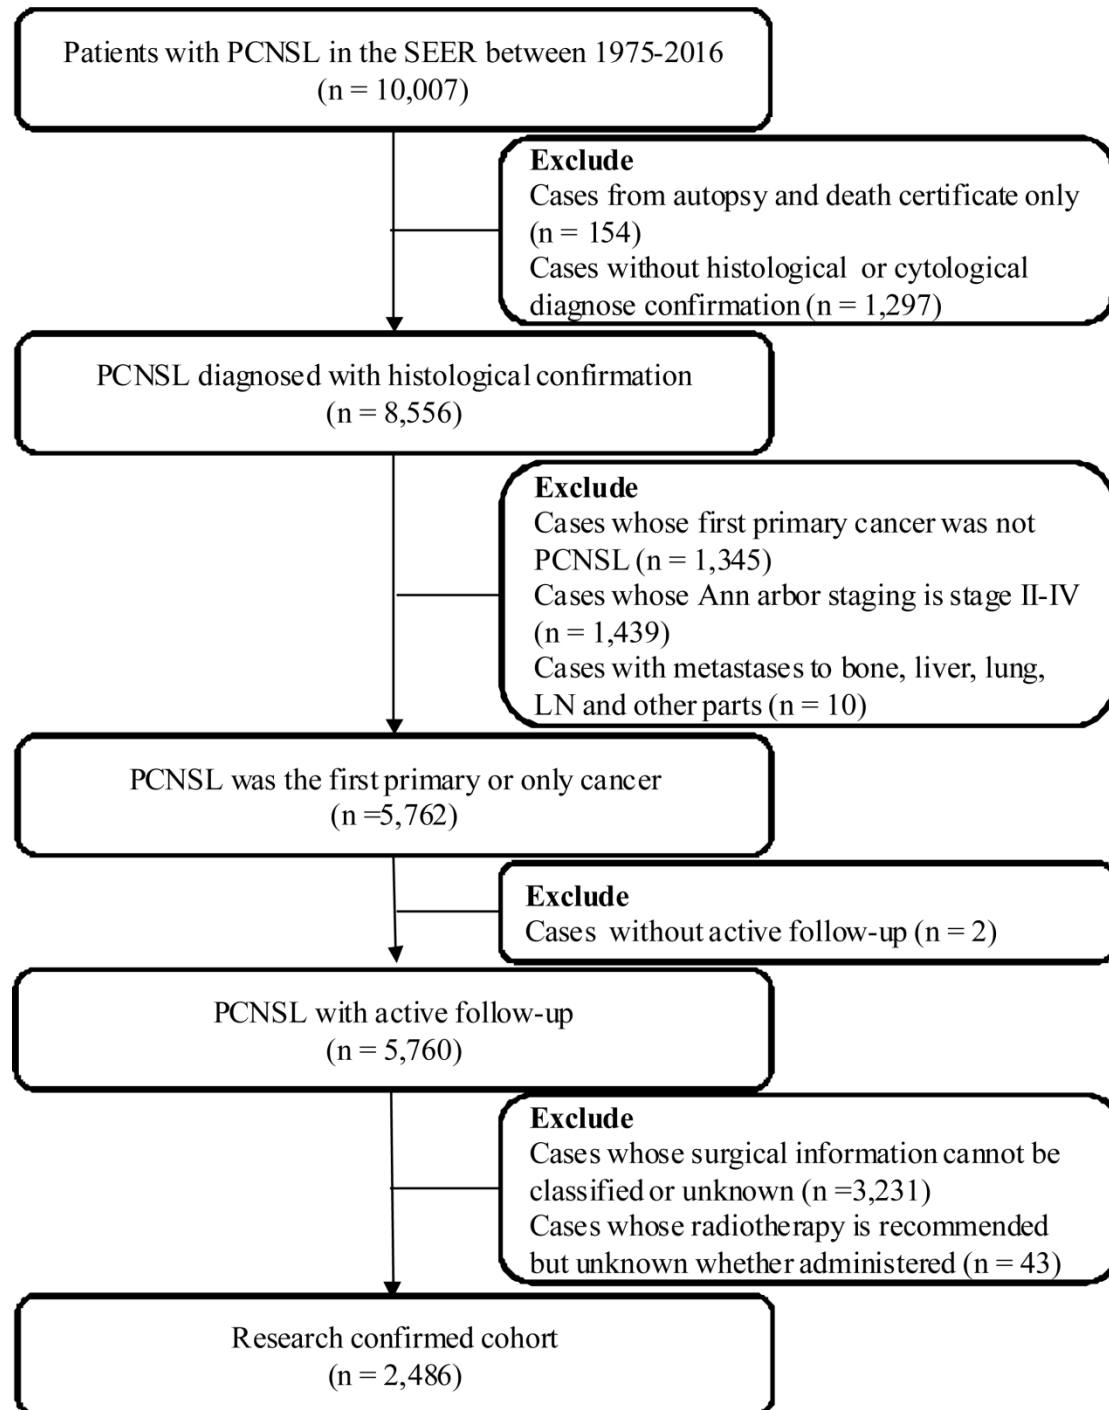 Patients with PCNSL in the SEER between 1975-2016
(n = 10,007)
Exclude
Cases from autopsy and death certificate only
(n = 154)
Cases without histological or cytological
diagnose confirmation (n = 1,297)
PCNSL diagnosed with histological confirmation
(n = 8,556)
Exclude
Cases whose first primary cancer was not
PCNSL (n = 1,345)
Cases whose Ann arbor staging is stage II-IV
(n = 1,439)
Cases with metastases to bone, liver, lung,
LN and other parts (n = 10)
PCNSL was the first primary or only cancer
(n =5,762)
Exclude
Cases without active follow-up (n = 2)
PCNSL with active follow-up
(n = 5,760)
Exclude
Cases whose surgical information cannot be
classified or unknown (n =3,231)
Cases whose radiotherapy is recommended
but unknown whether administered (n = 43)
Research confirmed cohort
(n = 2,486)